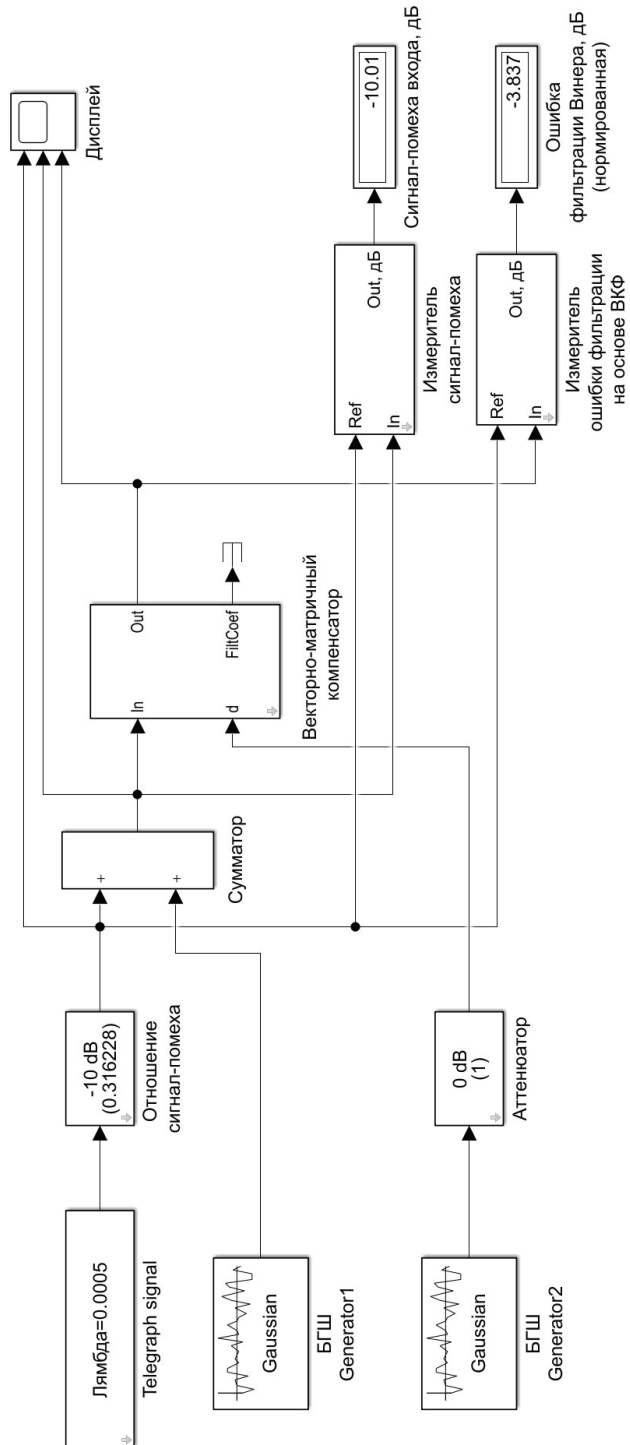 Лямбда=0.0005
Telegraph signal
-10 dB
(0.316228)
Отношение
сигнал-помеха
Gaussian
БГШ
Generator1
+
+
Сумматор
In
d
Out
FiltCoef
Векторно-матричный
компенсатор
Дисплей
Ref
In
Out, дБ
Измеритель
сигнал-помеха
-10.01
Сигнал-помеха входа, дБ
Gaussian
БГШ
Generator2
0 dB
(1)
Аттенюатор
Ref
In
Out, дБ
Измеритель
ошибки фильтрации
на основе ВКФ
-3.837
Ошибка
фильтрации Винера, дБ
(нормированная)